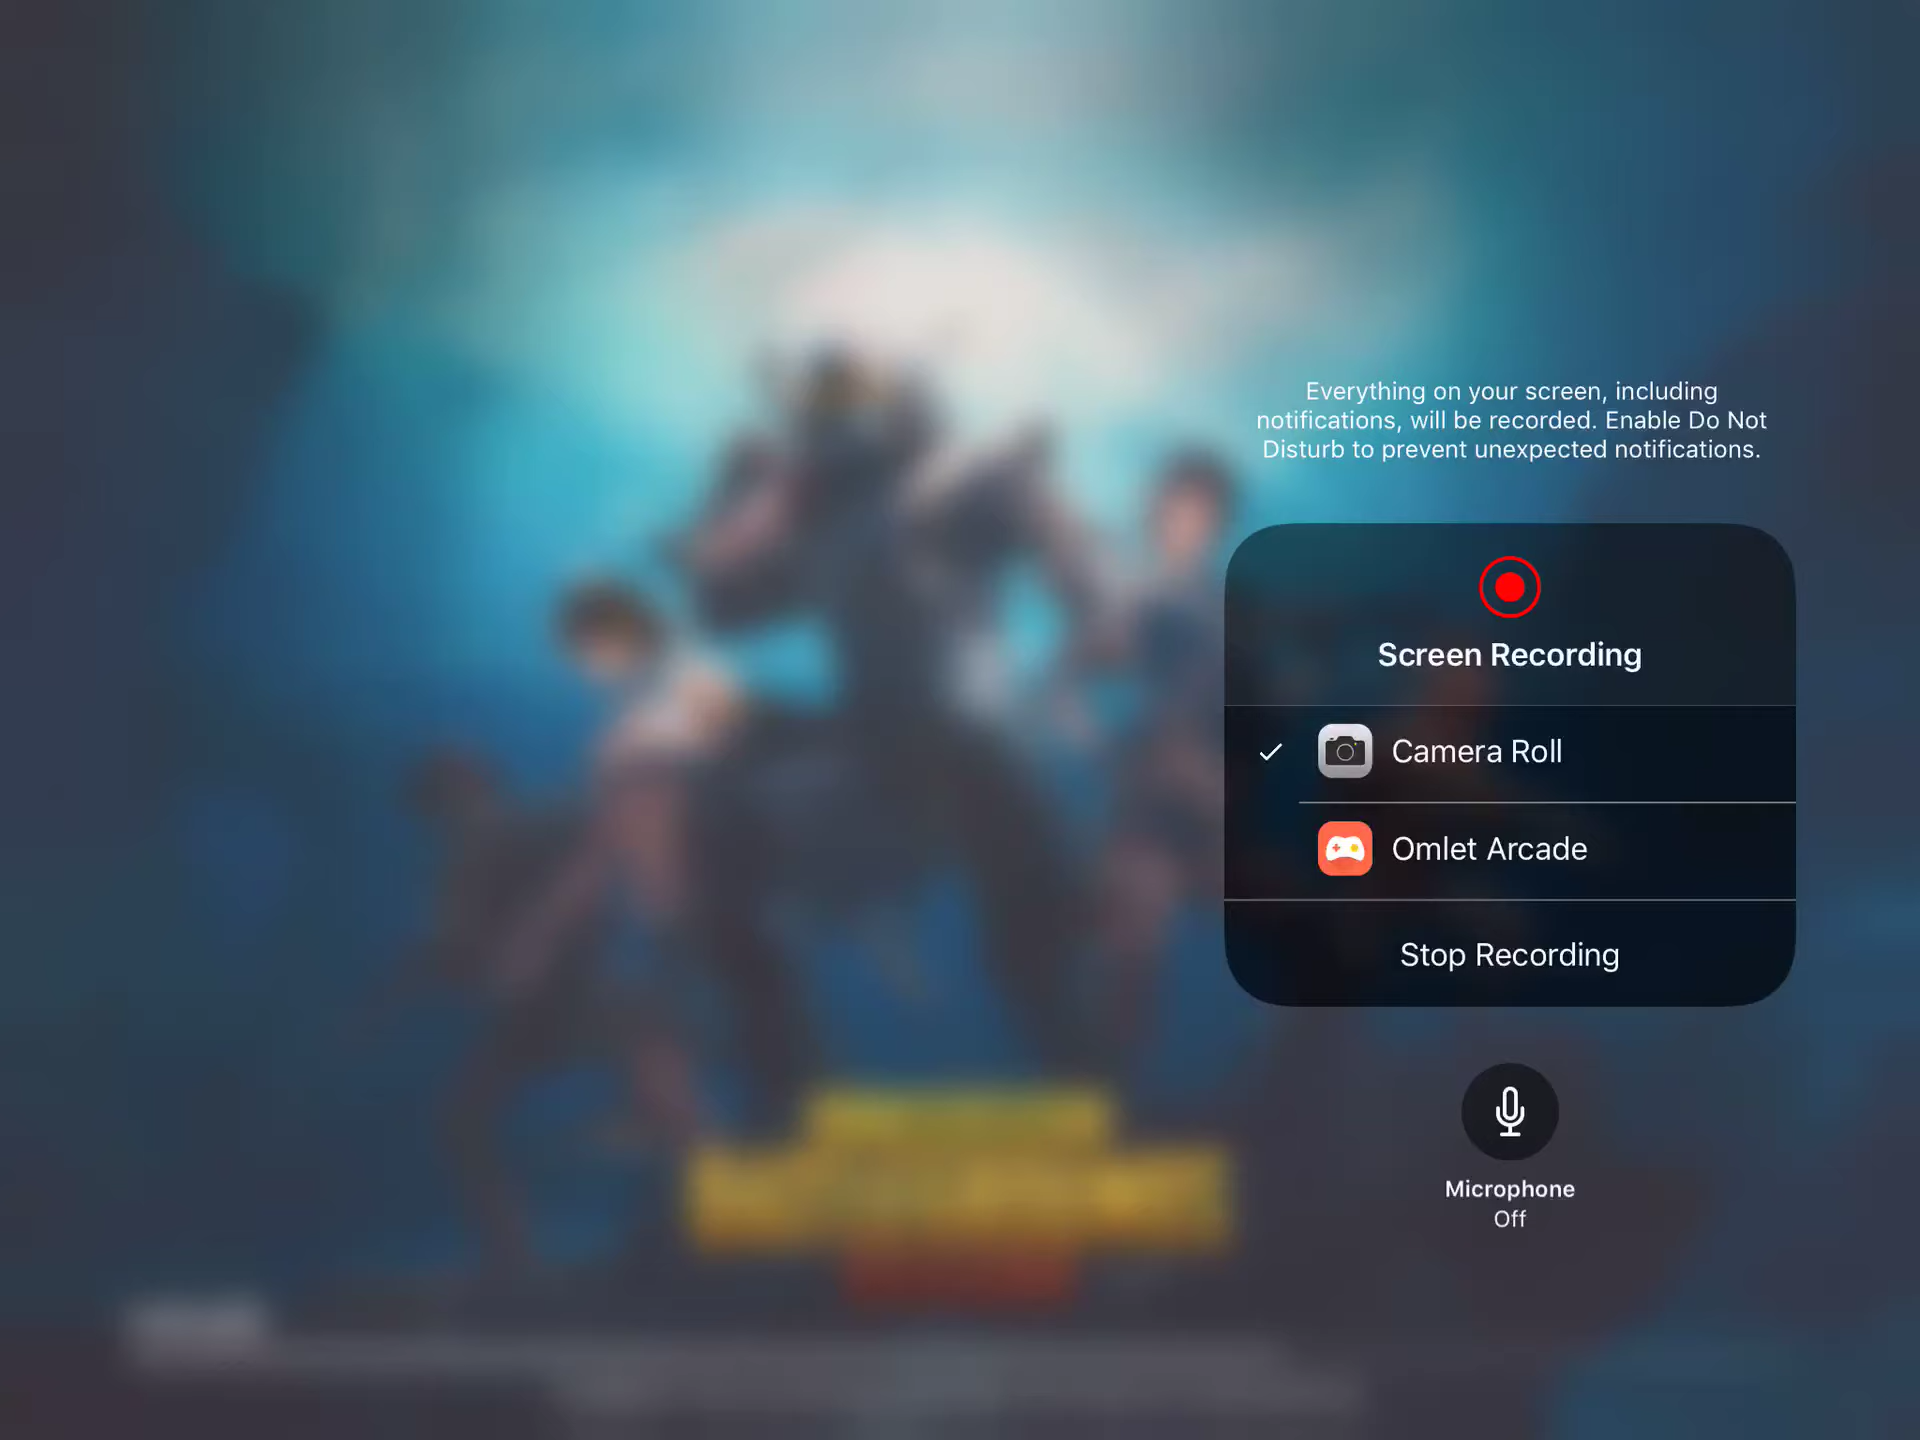 Everything on your screen, including
notifications, will be recorded. Enable Do Not
Disturb to prevent unexpected notifications.
Screen Recording
Camera Roll
Omlet Arcade
Stop Recording
Microphone
Off